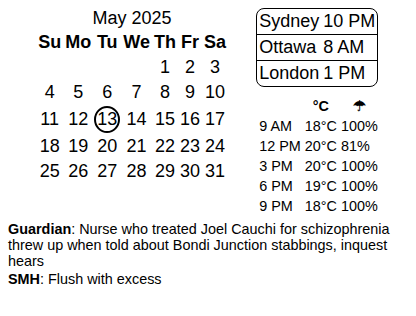 May 2025
Su Mo Tu We Th Fr Sa
1 2 3
4 5 6 7 8 9 10
11 12 13 14 15 16 17
18 19 20 21 22 23 24
25 26 27 28 29 30 31
Sydney 10 PM
Ottawa 8 AM
London 1 PM
°C ☂
9 AM 18°C 100%
12 PM 20°C 81%
3 PM 20°C 100%
6 PM 19°C 100%
9 PM 18°C 100%
Guardian: Nurse who treated Joel Cauchi for schizophrenia
threw up when told about Bondi Junction stabbings, inquest
hears
SMH: Flush with excess